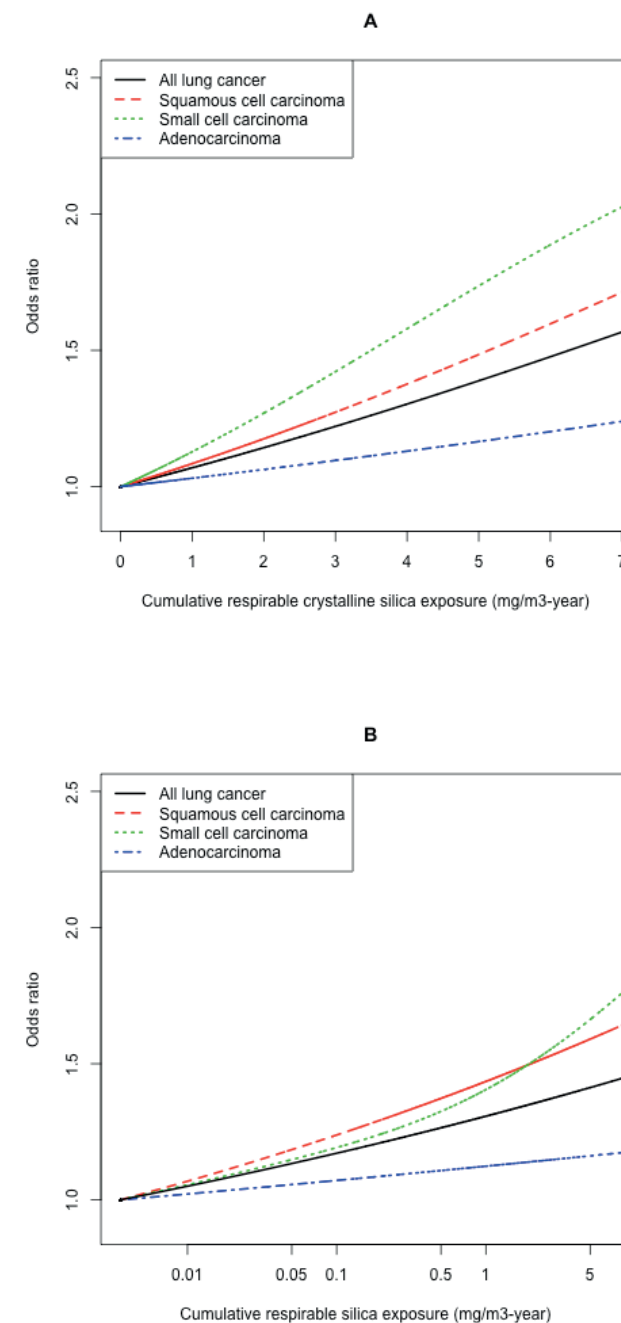 A
2.5
2.0
1.5
1.0
Odds ratio
All lung cancer
Squamous cell carcinoma
Small cell carcinoma
Adenocarcinoma
0 1 2 3 4 5 6 7
Cumulative respirable crystalline silica exposure (mg/m3-year)
B
2.5
2.0
1.5
1.0
Odds ratio
All lung cancer
Squamous cell carcinoma
Small cell carcinoma
Adenocarcinoma
0.01 0.05 0.1 0.5 1 5
Cumulative respirable silica exposure (mg/m3-year)